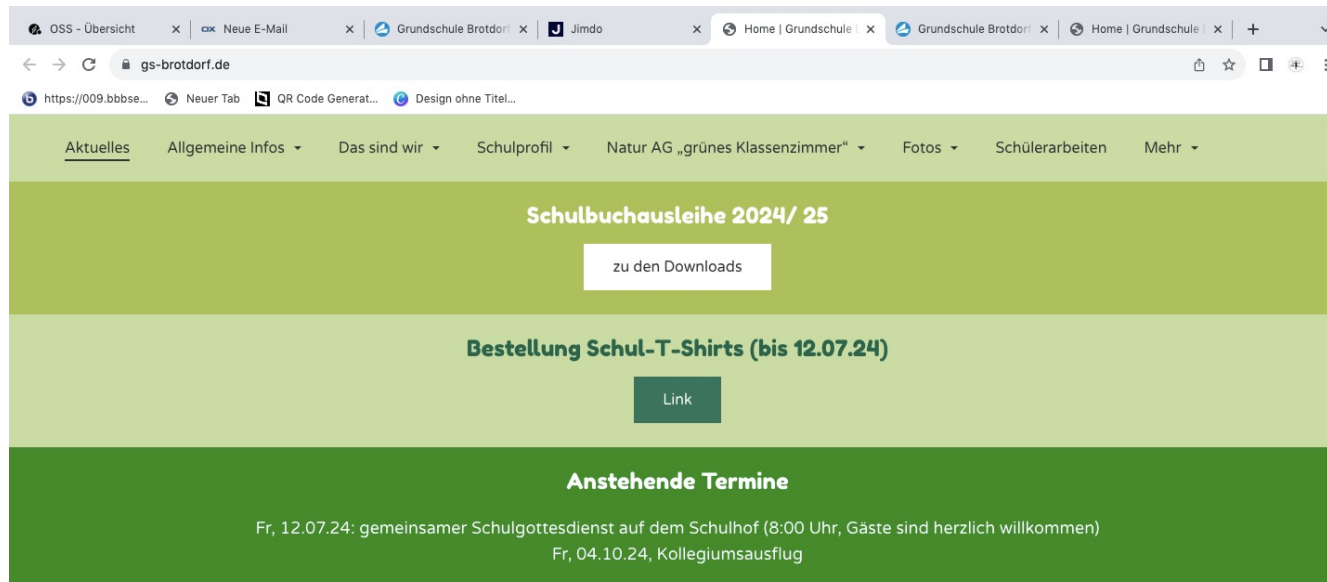 OSS - Übersicht
Neue E-Mail
Grundschule Brotdorf
Jimdo
Home | Grundschule
Grundschule Brotdorf
Home | Grundschule
gs-brotdorf.de
https://009.bbbse...
Neuer Tab
QR Code Generat...
Design ohne Titel...
Aktuelles Allgemeine Infos Das sind wir Schulprofil Natur AG „grünes Klassenzimmer“ Fotos Schülerarbeiten Mehr
Schulbuchausleihe 2024/ 25
zu den Downloads
Bestellung Schul-T-Shirts (bis 12.07.24)
Link
Anstehende Termine
Fr, 12.07.24: gemeinsamer Schulgottesdienst auf dem Schulhof (8:00 Uhr, Gäste sind herzlich willkommen)
Fr, 04.10.24, Kollegiumsausflug